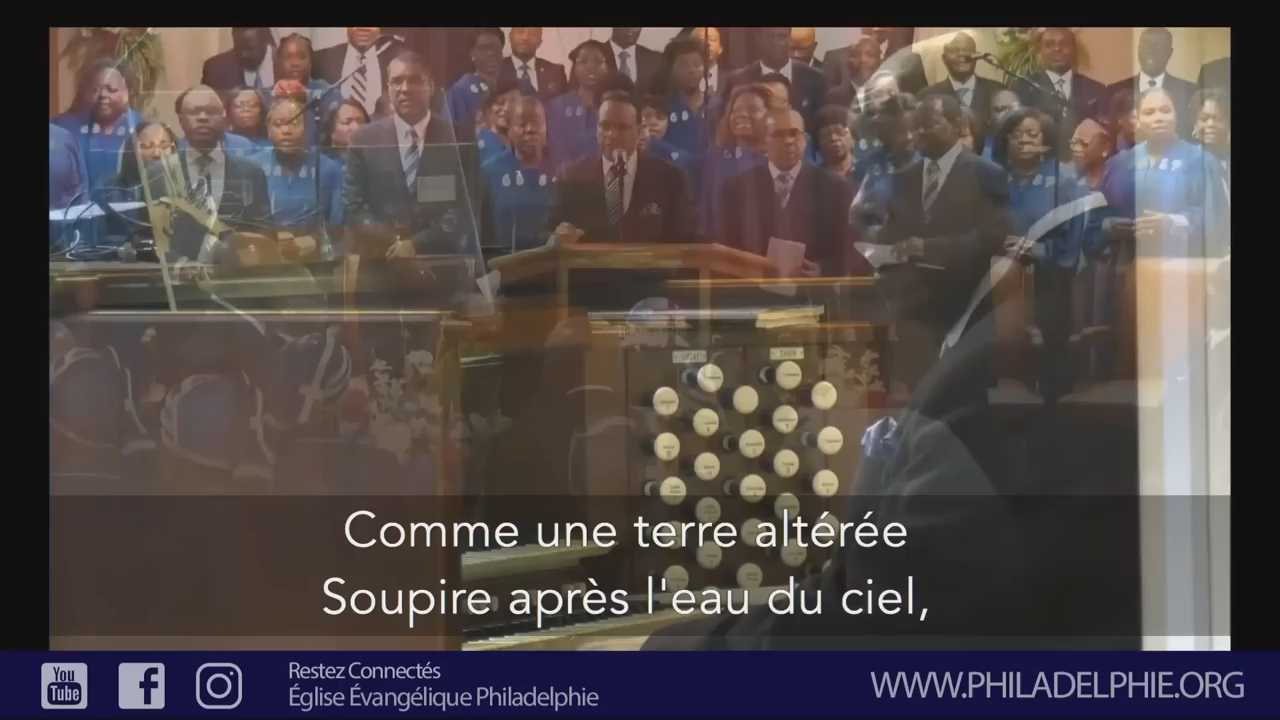 Comme une terre altérée
Soupire après l'eau du ciel,
You
Tube
Restez Connectés
Église Évangélique Philadelphie
WWW.PHILADELPHIE.ORG